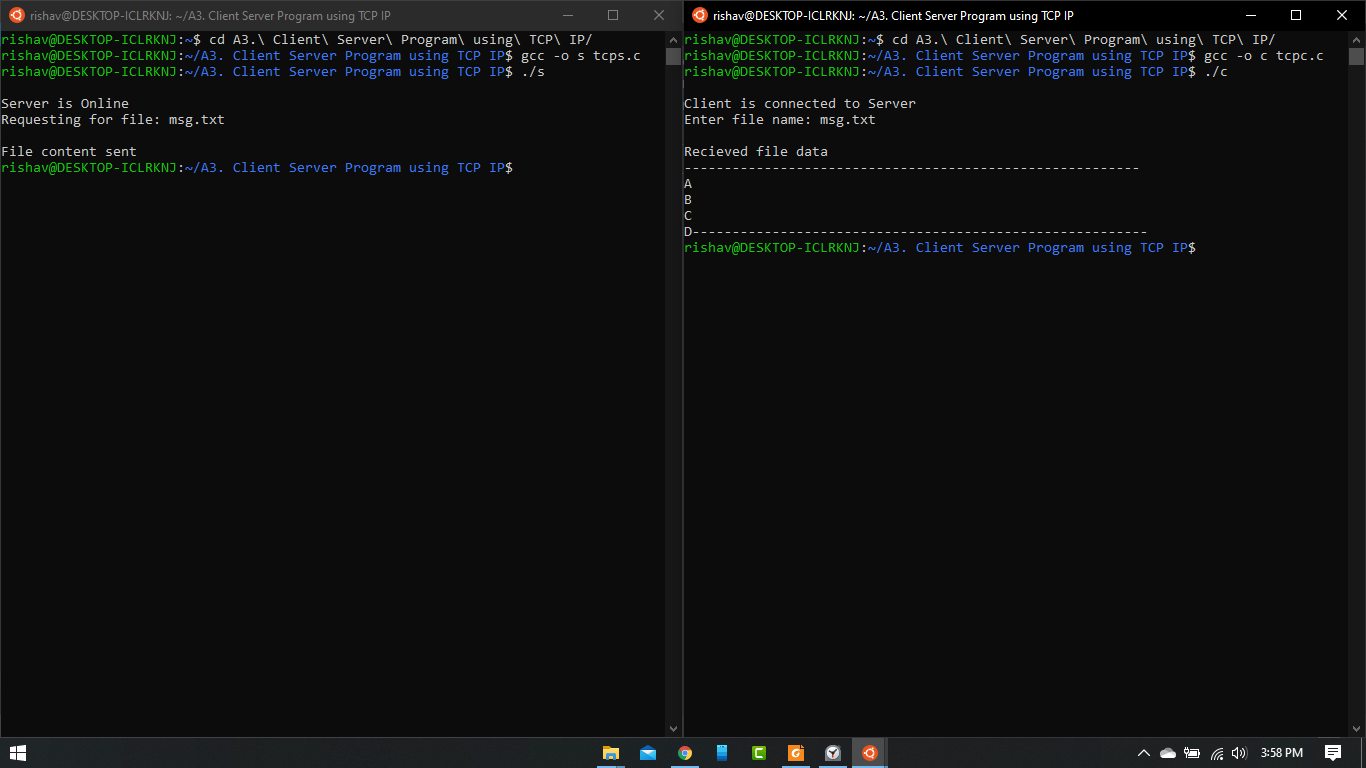 rishav@DESKTOP-ICLRKNJ: ~/A3. Client Server Program using TCP IP
rishav@DESKTOP-ICLRKNJ:~$ cd A3.\ Client\ Server\ Program\ using\ TCP\ IP/
rishav@DESKTOP-ICLRKNJ:~/A3. Client Server Program using TCP IP$ gcc -o s tcps.c
rishav@DESKTOP-ICLRKNJ:~/A3. Client Server Program using TCP IP$ ./s
Server is Online
Requesting for file: msg.txt
File content sent
rishav@DESKTOP-ICLRKNJ:~/A3. Client Server Program using TCP IP$
rishav@DESKTOP-ICLRKNJ: ~/A3. Client Server Program using TCP IP
rishav@DESKTOP-ICLRKNJ:~$ cd A3.\ Client\ Server\ Program\ using\ TCP\ IP/
rishav@DESKTOP-ICLRKNJ:~/A3. Client Server Program using TCP IP$ gcc -o c tcpc.c
rishav@DESKTOP-ICLRKNJ:~/A3. Client Server Program using TCP IP$ ./c
Client is connected to Server
Enter file name: msg.txt
Recieved file data
---------------------------------------------------------
A
B
C
D---------------------------------------------------------
rishav@DESKTOP-ICLRKNJ:~/A3. Client Server Program using TCP IP$
3:58 PM